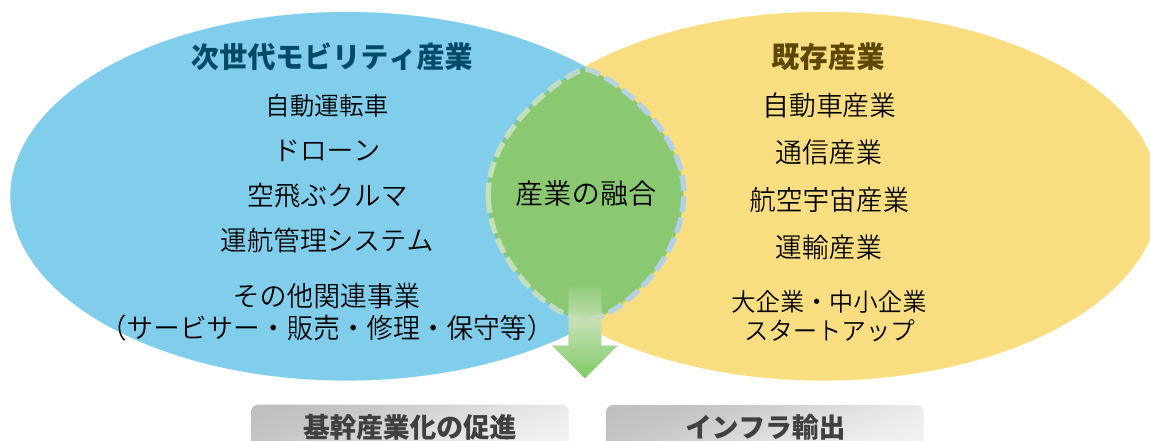 次世代モビリティ産業
自動運転車
ドローン
空飛ぶクルマ
運航管理システム
その他関連事業
（サービサー・販売・修理・保守等）
産業の融合
既存産業
自動車産業
通信産業
航空宇宙産業
運輸産業
大企業・中小企業
スタートアップ
基幹産業化の促進
インフラ輸出